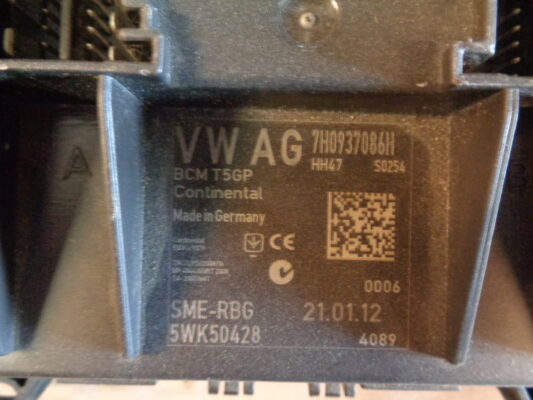 A
VW AG 7H0937086H
BCM T5GP HH47 S0254
Continental
Made in Germany
Continental
CE
0006
SME-RBG 21.01.12
5WK50428 4089